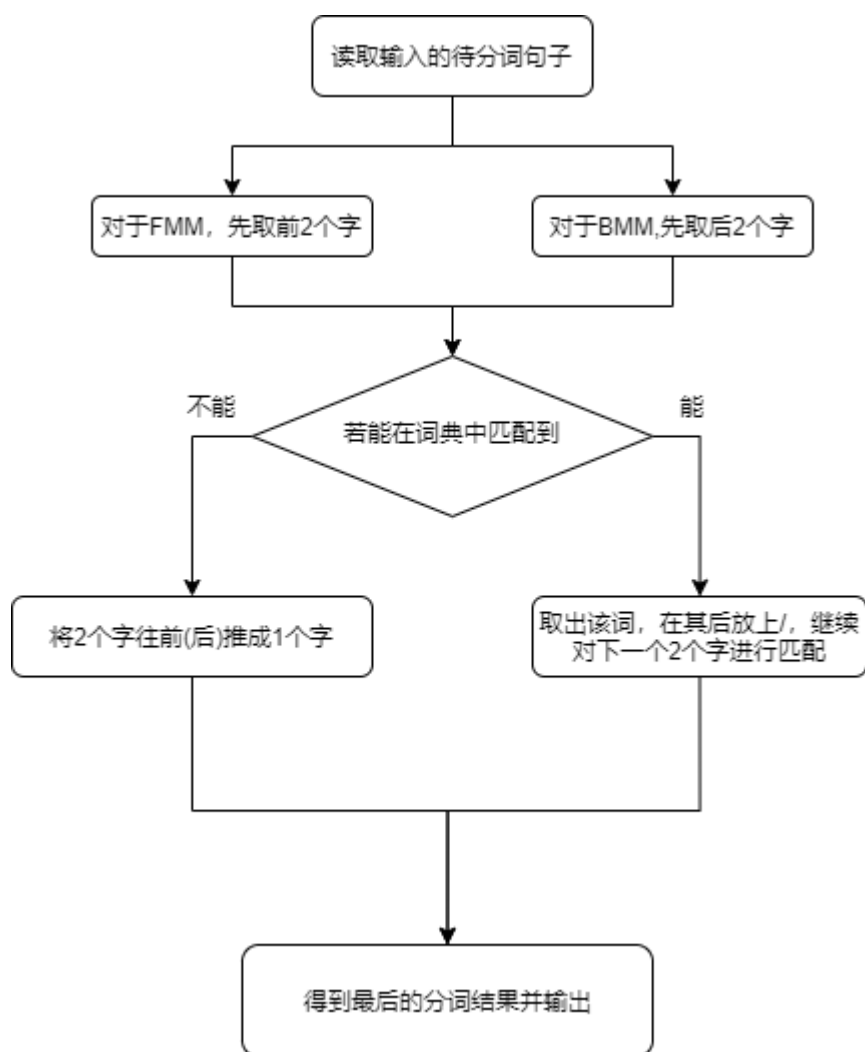 读取输入的待分词句子
对于FMM，先取前2个字
对于BMM,先取后2个字
不能
能
若能在词典中匹配到
将2个字往前(后)推成1个字
取出该词，在其后放上/，继续
对下一个2个字进行匹配
得到最后的分词结果并输出